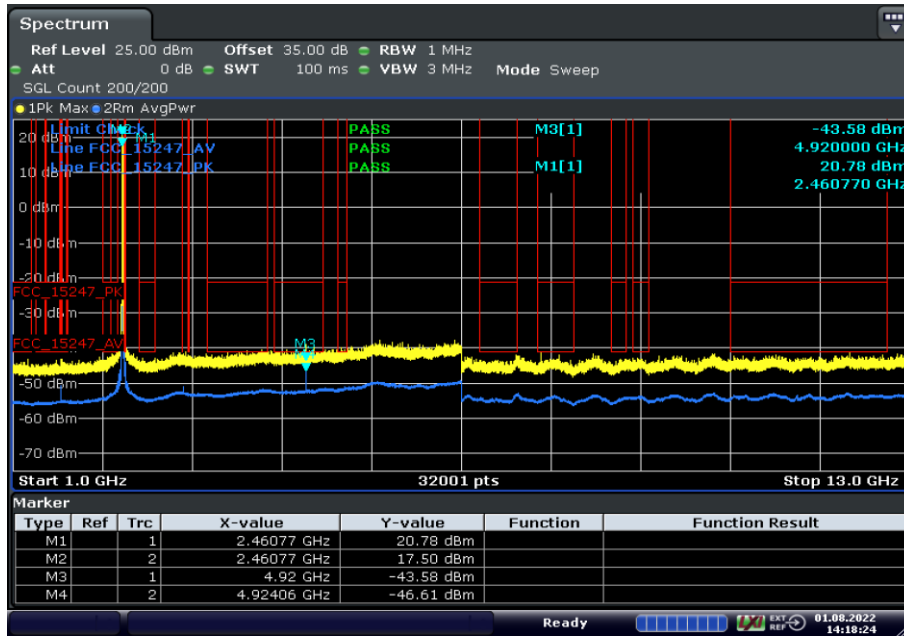 Spectrum
Ref Level 25.00 dBm Offset 35.00 dB RBW 1 MHz
Att 0 dB SWT 100 ms VBW 3 MHz Mode Sweep
SGL Count 200/200
1Pk Max 2Rm AvgPwr
Limit Check PASS M3[1] -43.58 dBm
20 dBm M2 M1
Line FCC_15247_AV PASS 4.920000 GHz
Line FCC_15247_PK PASS M1[1] 20.78 dBm
10 dBm
2.460770 GHz
0 dBm
-10 dBm
-20 dBm
FCC_15247_PK
-30 dBm
FCC_15247_AV M3
-50 dBm
-60 dBm
-70 dBm
Start 1.0 GHz 32001 pts Stop 13.0 GHz
Marker
Type Ref Trc X-value Y-value Function Function Result
M1 1 2.46077 GHz 20.78 dBm
M2 2 2.46077 GHz 17.50 dBm
M3 1 4.92 GHz -43.58 dBm
M4 2 4.92406 GHz -46.61 dBm
Ready LXI EXT REF 01.08.2022
14:18:24